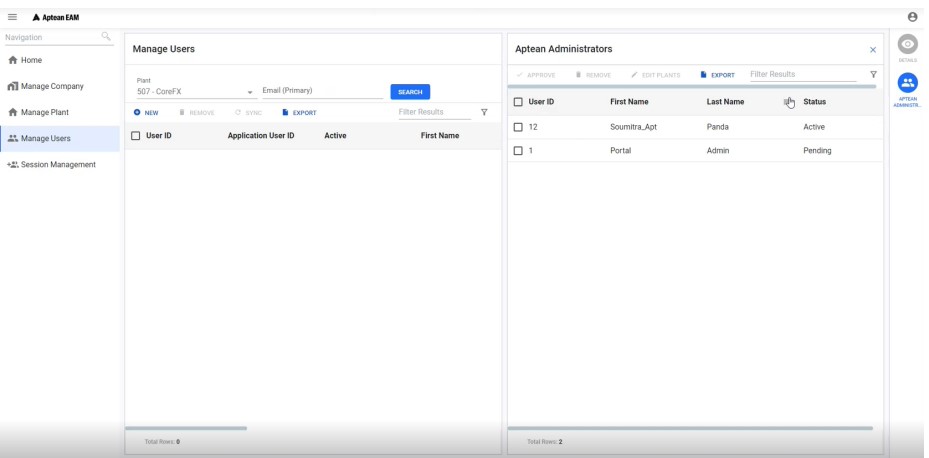 Aptean EAM
Navigation
Home
Manage Company
Manage Plant
Manage Users
Session Management
Manage Users
Plant
507 - CoreFX
Email (Primary)
SEARCH
NEW REMOVE SYNC EXPORT Filter Results
User ID Application User ID Active First Name
Total Rows: 0
Aptean Administrators
APPROVE REMOVE EDIT PLANTS EXPORT Filter Results
User ID First Name Last Name Status
12 Soumitra_Apt Panda Active
1 Portal Admin Pending
Total Rows: 2
DETAILS
APTEAN
ADMINISTR...